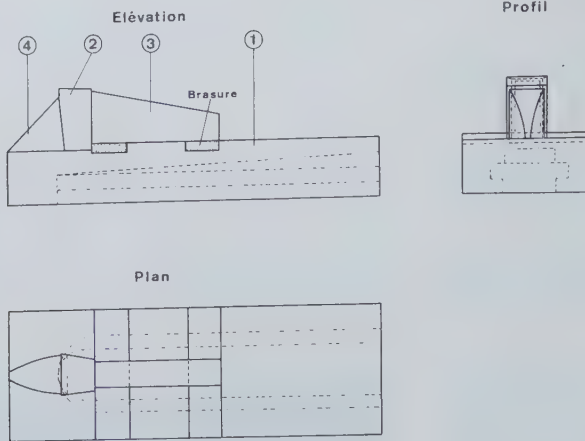 Elévation
Profil
④
②
③
①
Brasure
Plan